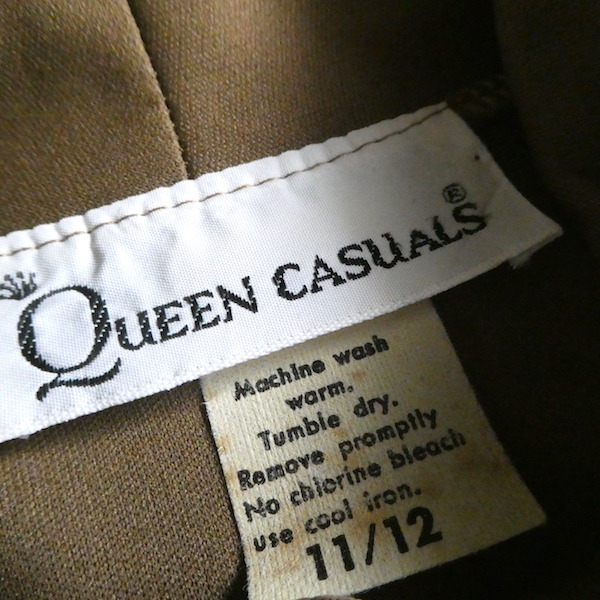 QUEEN CASUALS®
Machine wash
warm.
Tumble dry.
Remove promptly
No chlorine bleach
use cool iron.
11/12